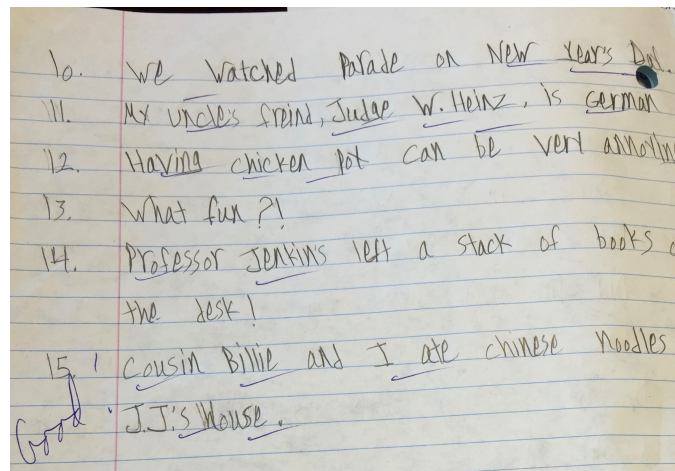 10. We watched parade on New Year's
11. My uncle's freind, Judge W. Heinz, is German
12. Having chicken pox can be very annoyin
13. What fun?!
14. Professor Jenkins left a stack of books
the desk!
15. Cousin Billie and I ate chinese noodles
Good J.J.'s House.